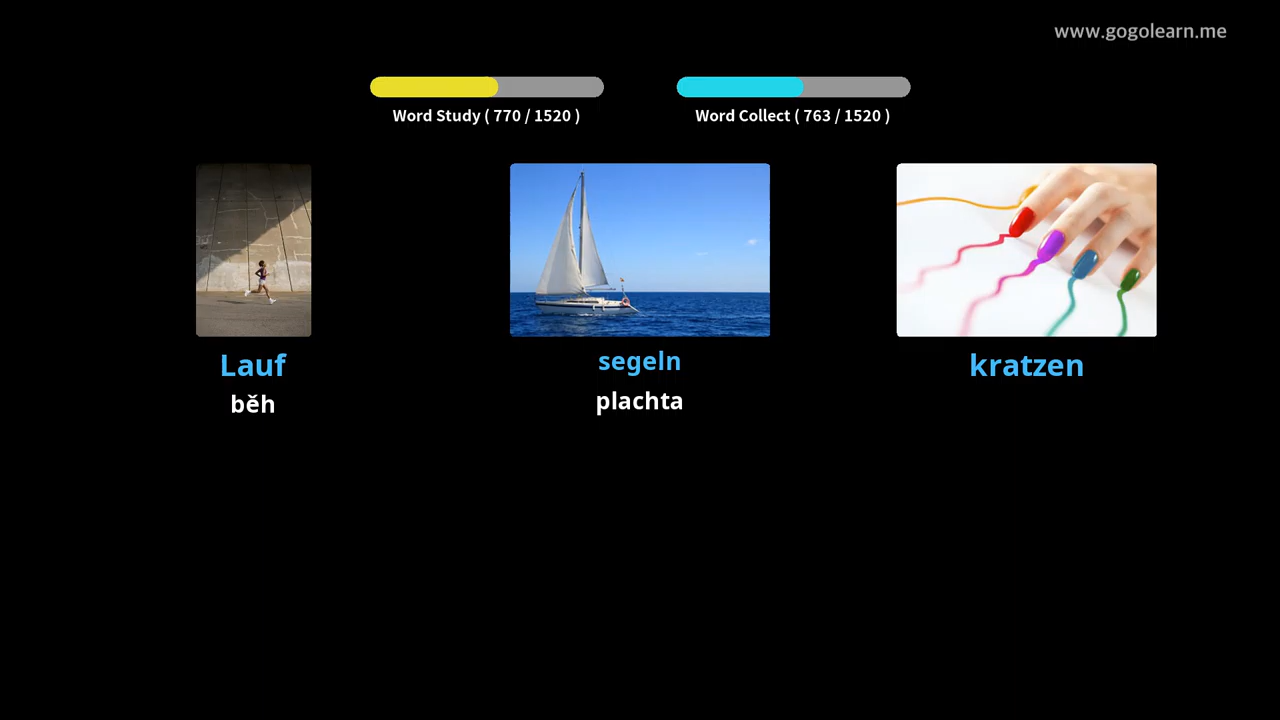 www.gogolearn.me
Word Study ( 770 / 1520 )
Word Collect ( 763 / 1520 )
Lauf
běh
segeln
plachta
kratzen